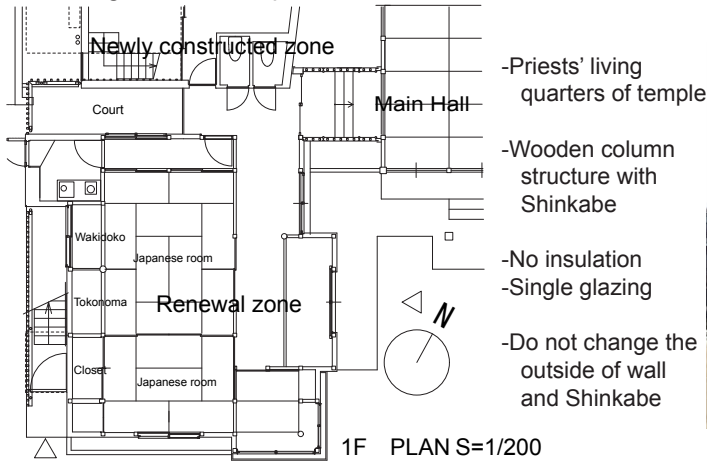 Newly constructed zone
Court
Main Hall
Wakidoko
Japanese room
Tokonoma
Renewal zone
Closet
Japanese room
N
1F PLAN S=1/200
-Priests' living
quarters of temple
-Wooden column
structure with
Shinkabe
-No insulation
-Single glazing
-Do not change the
outside of wall
and Shinkabe